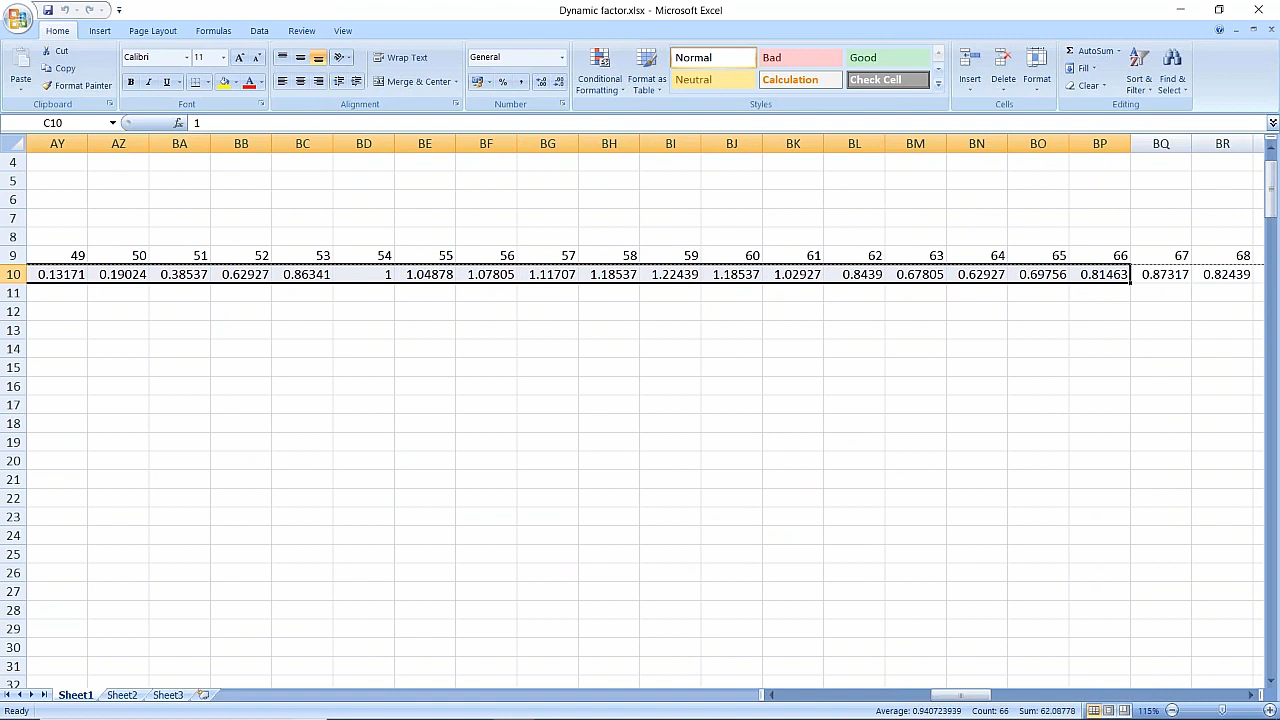 Dynamic factor.xlsx - Microsoft Excel
Home Insert Page Layout Formulas Data Review View
Paste Cut Copy Format Painter Clipboard
Calibri 11 B I U A Font
Wrap Text Merge & Center Alignment
General % , Number
Conditional Formatting Format as Table Normal Bad Good Neutral Calculation Check Cell Styles
Insert Delete Format Cells
Σ AutoSum Fill Clear Sort & Filter Find & Select Editing
C10 fx 1
AY AZ BA BB BC BD BE BF BG BH BI BJ BK BL BM BN BO BP BQ BR
4
5
6
7
8
9 49 50 51 52 53 54 55 56 57 58 59 60 61 62 63 64 65 66 67 68
10 0.13171 0.19024 0.38537 0.62927 0.86341 1 1.04878 1.07805 1.11707 1.18537 1.22439 1.18537 1.02927 0.8439 0.67805 0.62927 0.69756 0.81463 0.87317 0.82439
11
12
13
14
15
16
17
18
19
20
21
22
23
24
25
26
27
28
29
30
31
32
Sheet1 Sheet2 Sheet3
Ready Average: 0.940723939 Count: 66 Sum: 62.08778 115%